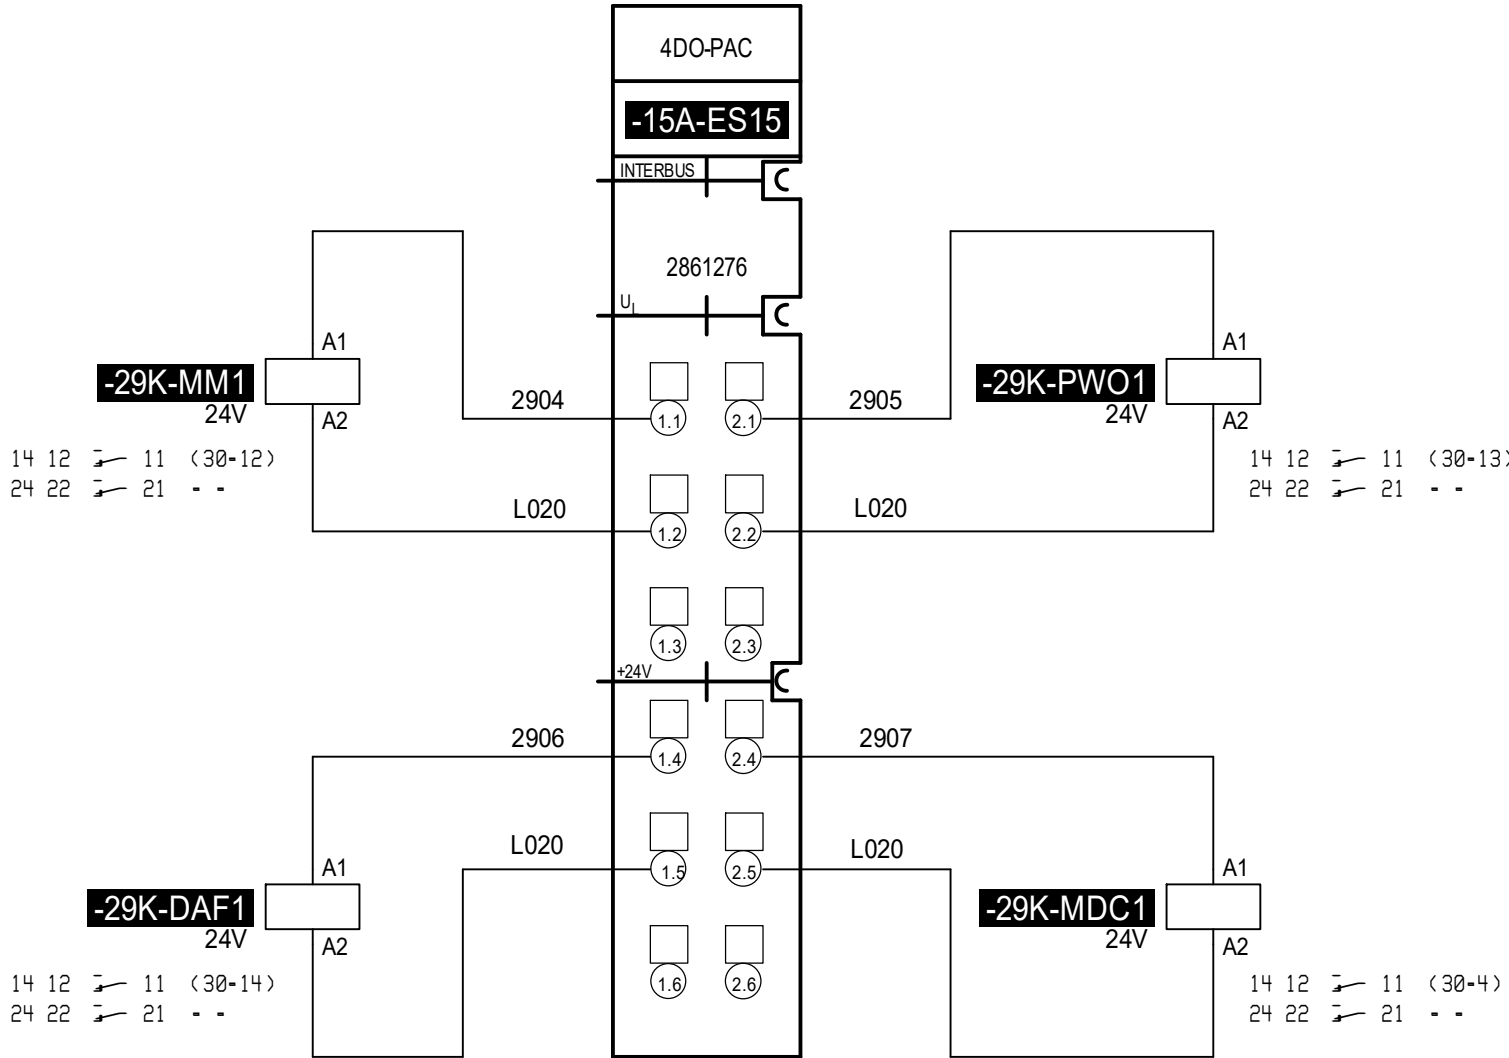 4DO-PAC
-15A-ES15
INTERBUS
2861276
UL
A1
-29K-MM1
24V
A2
14 12 11 (30-12)
24 22 21 - -
2904
L020
1.1
2.1
2905
L020
A1
-29K-PWO1
24V
A2
14 12 11 (30-13)
24 22 21 - -
1.2
2.2
1.3
2.3
+24V
2906
1.4
2.4
2907
L020
1.5
2.5
L020
A1
-29K-DAF1
24V
A2
14 12 11 (30-14)
24 22 21 - -
A1
-29K-MDC1
24V
A2
14 12 11 (30-4)
24 22 21 - -
1.6
2.6